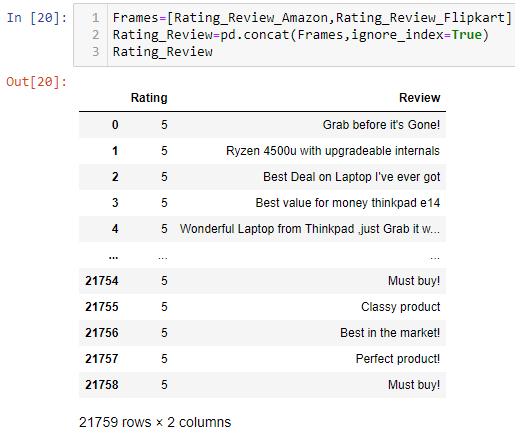 In [20]: 1 Frames=[Rating_Review_Amazon,Rating_Review_Flipkart]
2 Rating_Review=pd.concat(Frames,ignore_index=True)
3 Rating_Review
Out[20]:
Rating Review
0 5 Grab before it's Gone!
1 5 Ryzen 4500u with upgradeable internals
2 5 Best Deal on Laptop I've ever got
3 5 Best value for money thinkpad e14
4 5 Wonderful Laptop from Thinkpad ,just Grab it w...
... ... ...
21754 5 Must buy!
21755 5 Classy product
21756 5 Best in the market!
21757 5 Perfect product!
21758 5 Must buy!
21759 rows × 2 columns